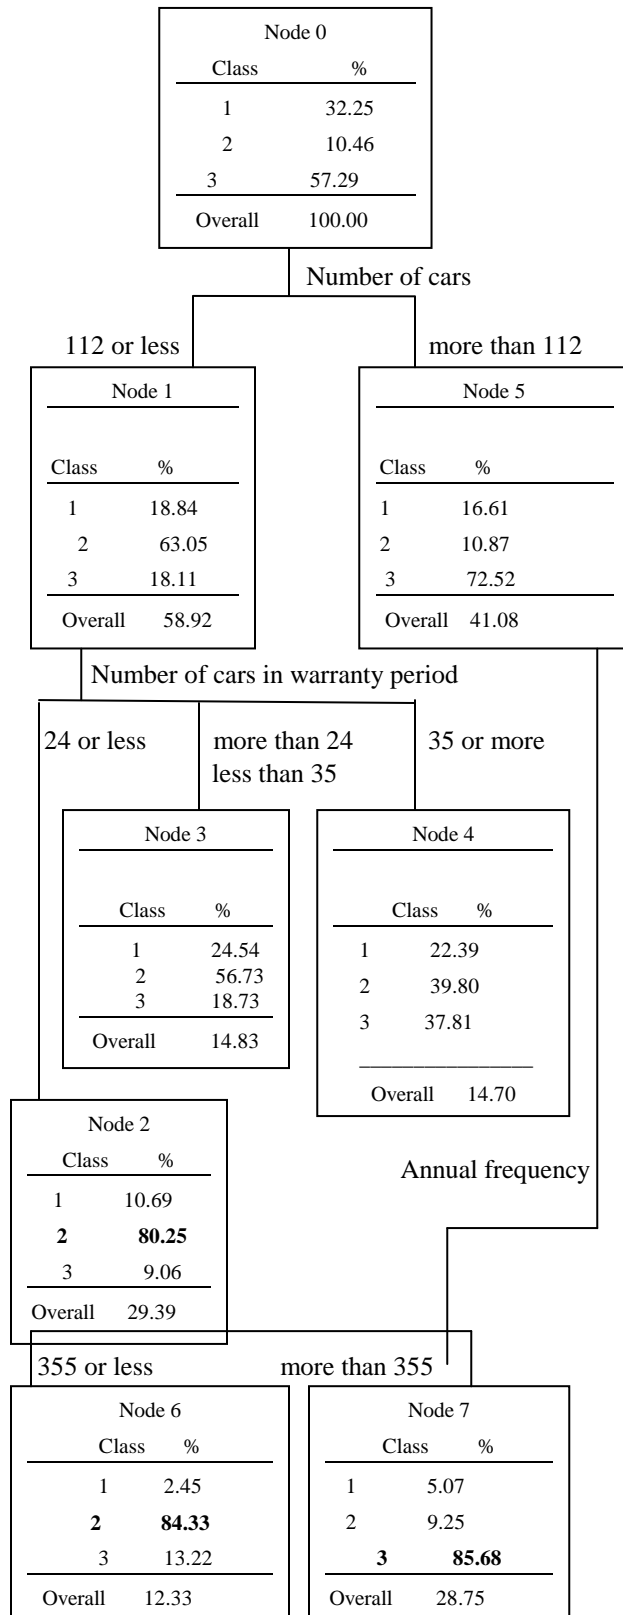 Node 0
Class %
1 32.25
2 10.46
3 57.29
Overall 100.00
Number of cars
112 or less more than 112
Node 1
Class %
1 18.84
2 63.05
3 18.11
Overall 58.92
Node 5
Class %
1 16.61
2 10.87
3 72.52
Overall 41.08
Number of cars in warranty period
24 or less
more than 24
less than 35
35 or more
Node 3
Class %
1 24.54
2 56.73
3 18.73
Overall 14.83
Node 4
Class %
1 22.39
2 39.80
3 37.81
Overall 14.70
Node 2
Class %
1 10.69
2 80.25
3 9.06
Overall 29.39
Annual frequency
355 or less more than 355
Node 6
Class %
1 2.45
2 84.33
3 13.22
Overall 12.33
Node 7
Class %
1 5.07
2 9.25
3 85.68
Overall 28.75